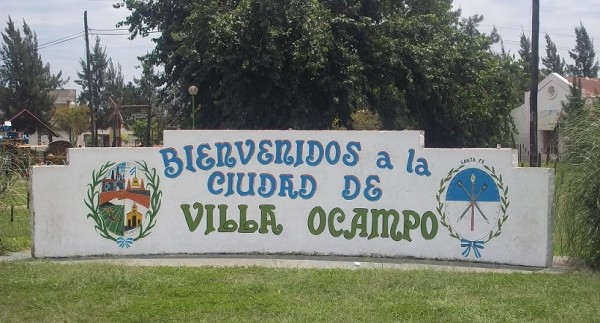 BIENVENIDOS a la
CIUDAD DE
VILLA OCAMPO
SANTA FE